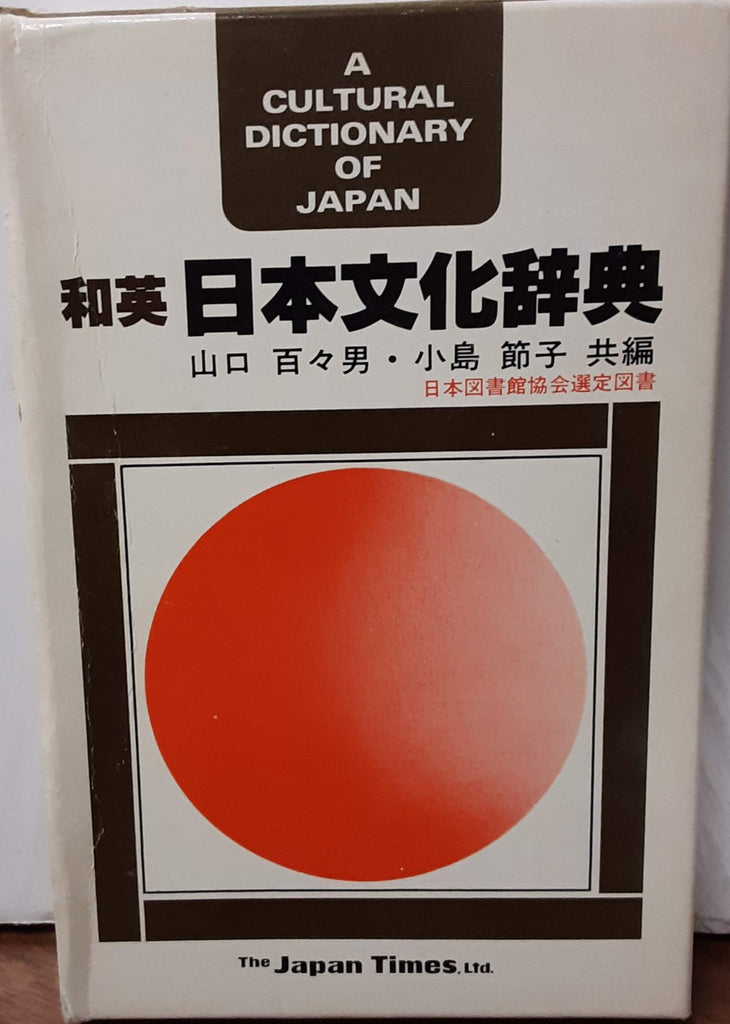 A
CULTURAL
DICTIONARY
OF
JAPAN
和英 日本文化辞典
山口 百々男・小島 節子 共編
日本図書館協会選定図書
The Japan Times, Ltd.